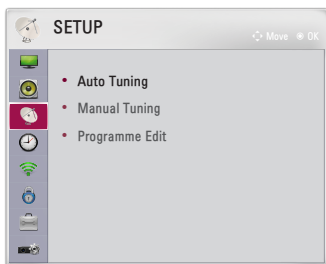 SETUP
Move OK
Auto Tuning
Manual Tuning
Programme Edit